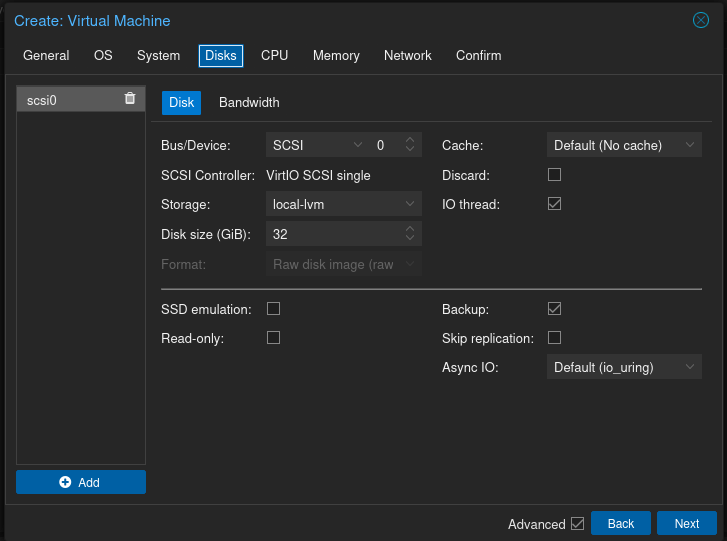 Create: Virtual Machine
General OS System Disks CPU Memory Network Confirm
scsi0
Disk Bandwidth
Bus/Device: SCSI 0 Cache: Default (No cache)
SCSI Controller: VirtIO SCSI single Discard:
Storage: local-lvm IO thread:
Disk size (GiB): 32
Format: Raw disk image (raw
SSD emulation: Backup:
Read-only: Skip replication:
Async IO: Default (io_uring)
Add
Advanced Back Next